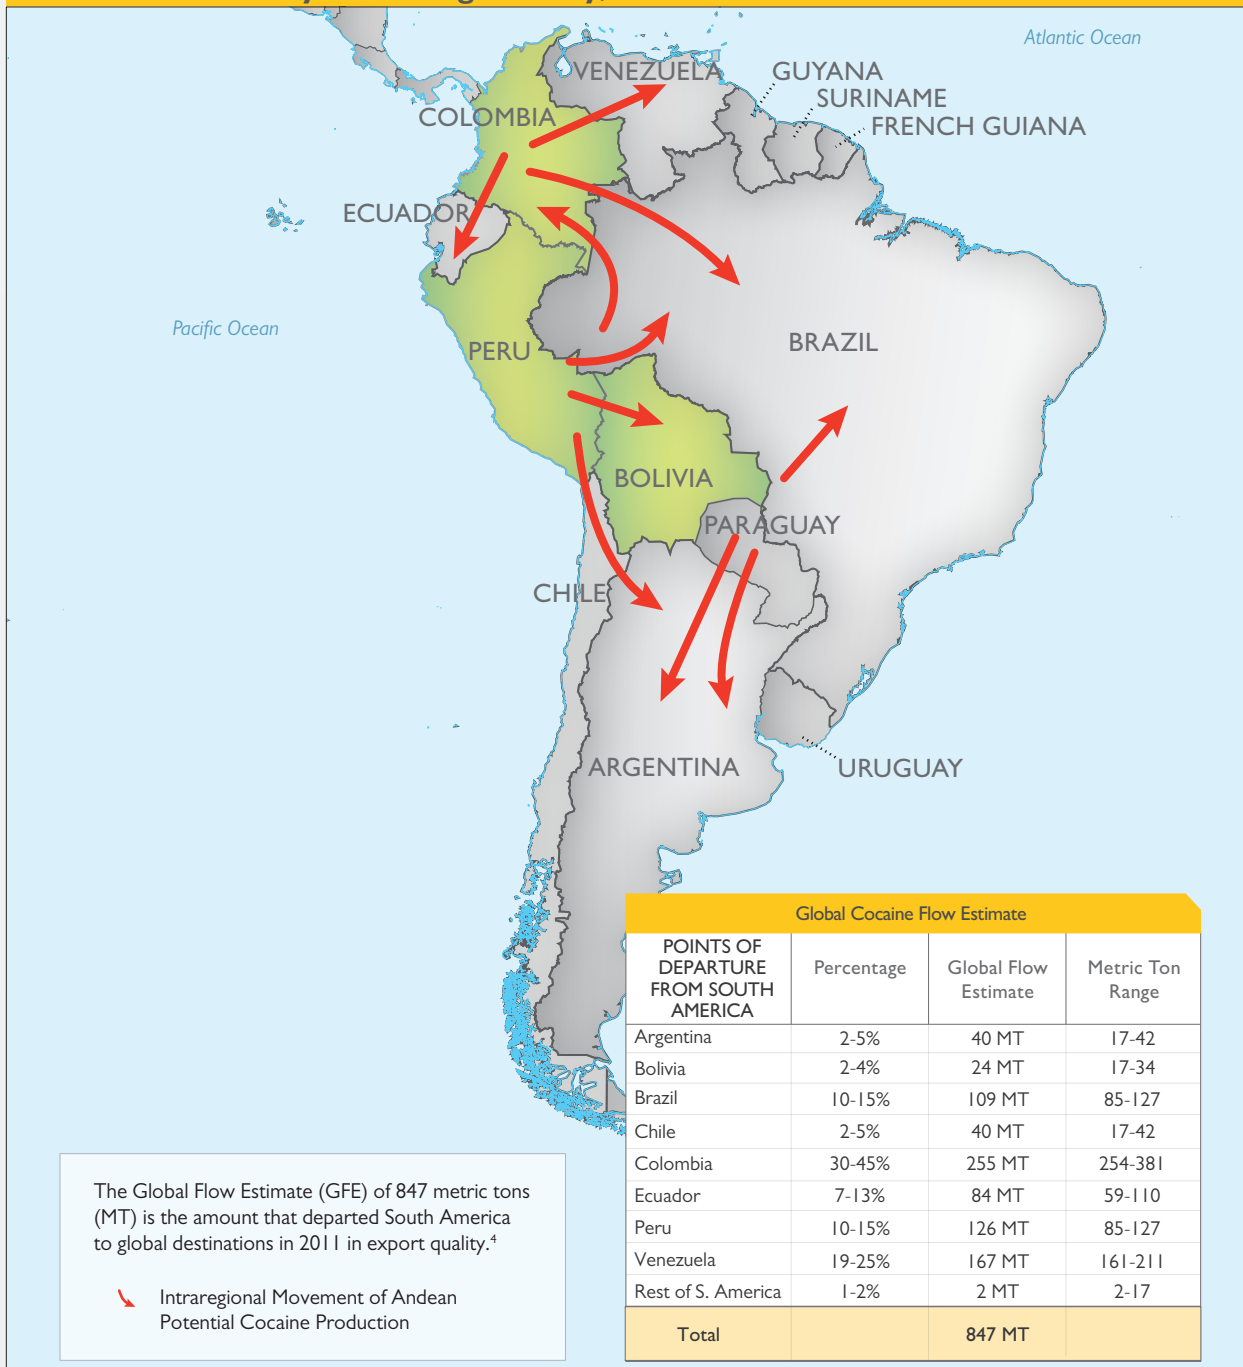 Atlantic Ocean
VENEZUELA
GUYANA
SURINAME
COLOMBIA
FRENCH GUIANA
ECUADOR
Pacific Ocean
BRAZIL
PERU
BOLIVIA
PARAGUAY
CHILE
ARGENTINA
URUGUAY
Global Cocaine Flow Estimate
POINTS OF
DEPARTURE
FROM SOUTH
AMERICA
Percentage
Global Flow
Estimate
Metric Ton
Range
Argentina 2-5% 40 MT 17-42
Bolivia 2-4% 24 MT 17-34
Brazil 10-15% 109 MT 85-127
Chile 2-5% 40 MT 17-42
Colombia 30-45% 255 MT 254-381
Ecuador 7-13% 84 MT 59-110
Peru 10-15% 126 MT 85-127
Venezuela 19-25% 167 MT 161-211
Rest of S. America 1-2% 2 MT 2-17
Total 847 MT
The Global Flow Estimate (GFE) of 847 metric tons
(MT) is the amount that departed South America
to global destinations in 2011 in export quality.⁴
Intraregional Movement of Andean
Potential Cocaine Production